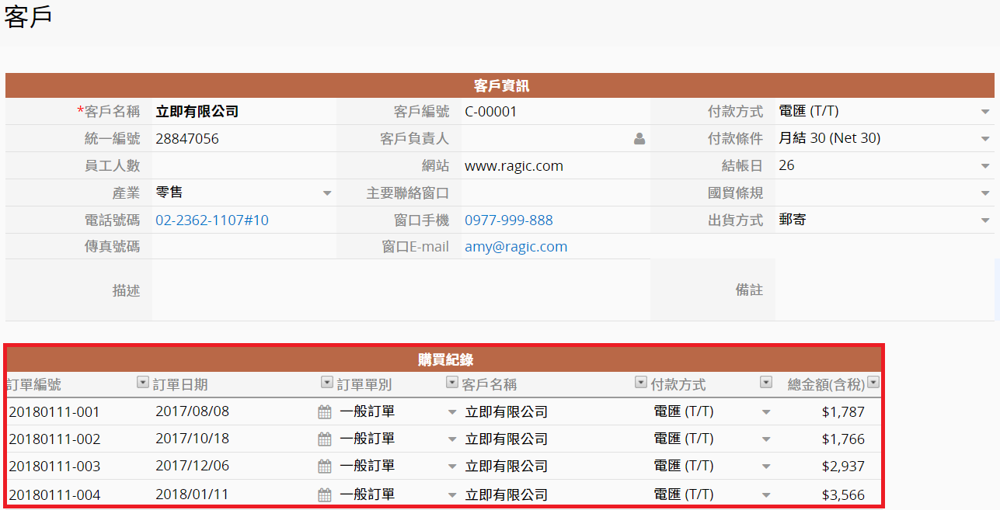 客戶
客戶資訊
*客戶名稱 立即有限公司 客戶編號 C-00001 付款方式 電匯 (T/T)
統一編號 28847056 客戶負責人 付款條件 月結 30 (Net 30)
員工人數 網站 www.ragic.com 結帳日 26
產業 零售 主要聯絡窗口 國貿條規
電話號碼 02-2362-1107#10 窗口手機 0977-999-888 出貨方式 郵寄
傳真號碼 窗口E-mail amy@ragic.com
描述 備註
購買紀錄
訂單編號 訂單日期 訂單單別 客戶名稱 付款方式 總金額(含稅)
20180111-001 2017/08/08 一般訂單 立即有限公司 電匯 (T/T) $1,787
20180111-002 2017/10/18 一般訂單 立即有限公司 電匯 (T/T) $1,766
20180111-003 2017/12/06 一般訂單 立即有限公司 電匯 (T/T) $2,937
20180111-004 2018/01/11 一般訂單 立即有限公司 電匯 (T/T) $3,566